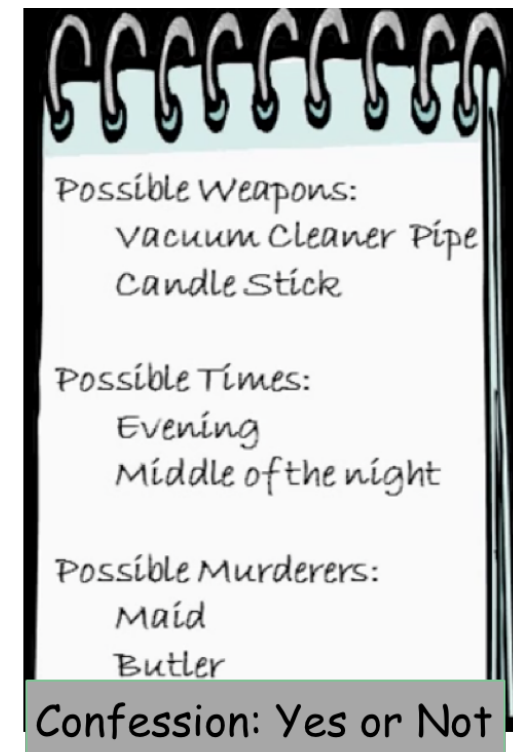 Possible Weapons:
Vacuum Cleaner Pipe
Candle Stick
Possible Times:
Evening
Middle of the night
Possible Murderers:
Maid
Butler
Confession: Yes or Not